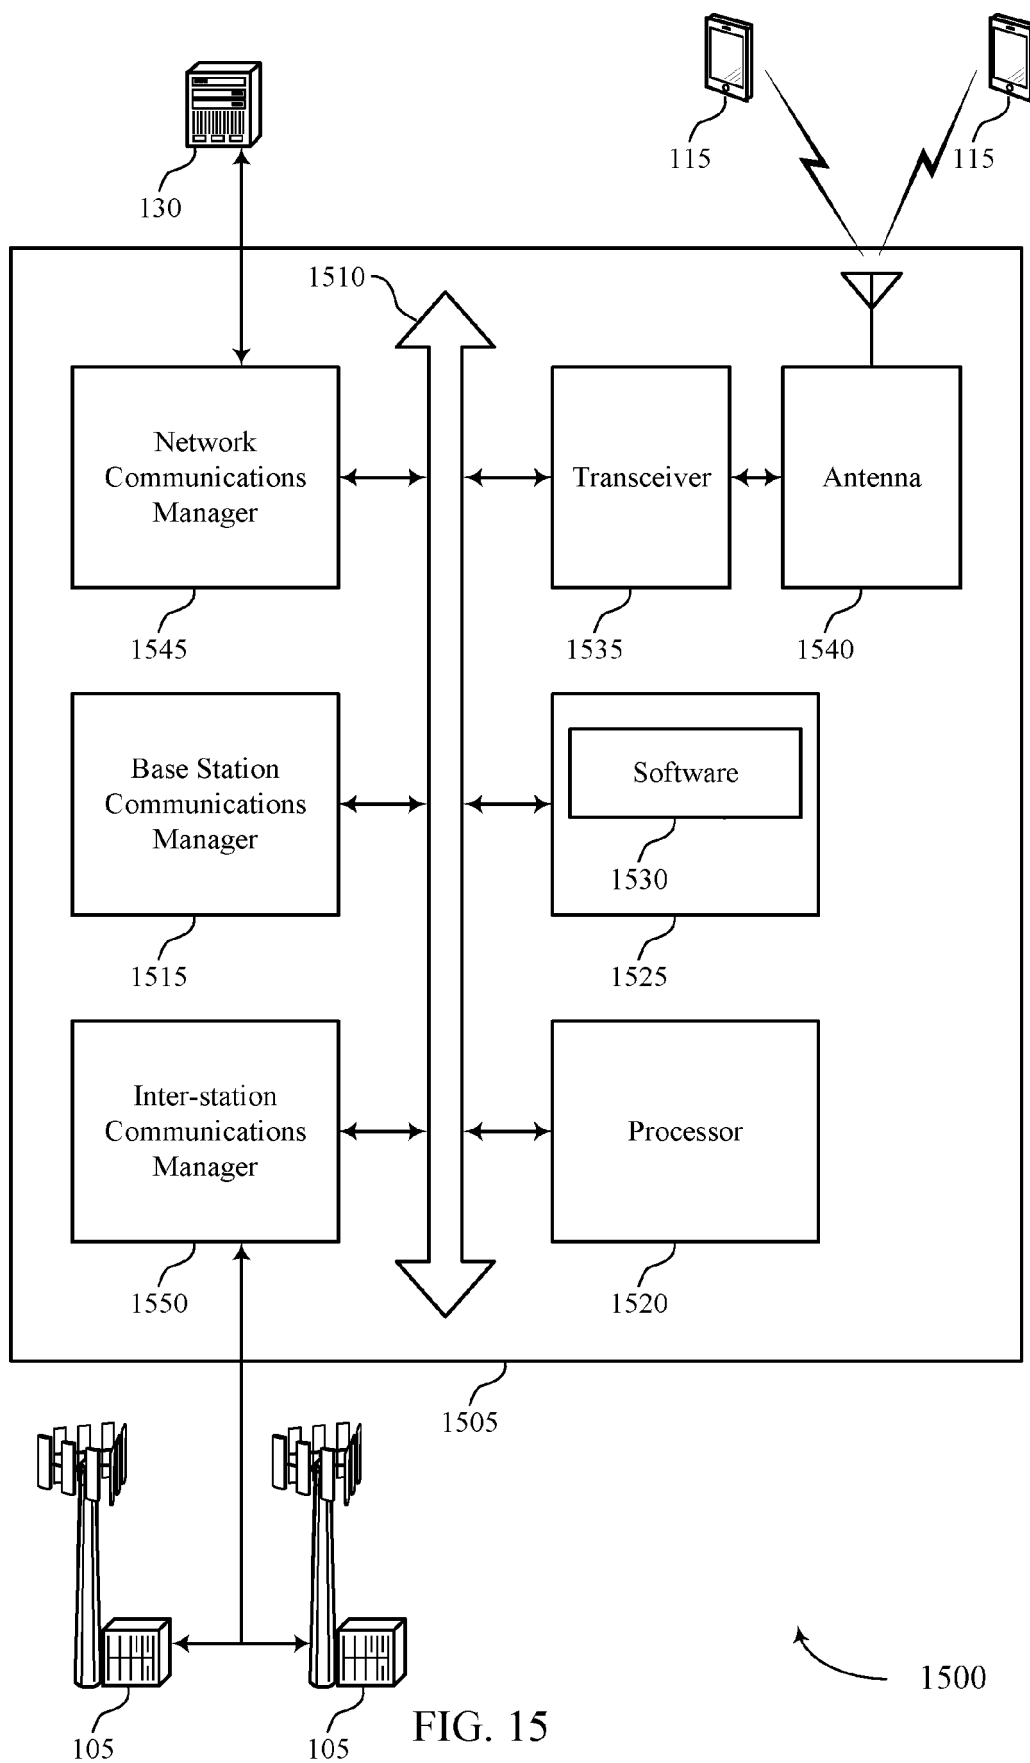 130
115
115
1510
Network
Communications
Manager
Transceiver
Antenna
1545
1535
1540
Base Station
Communications
Manager
Software
1530
1515
1525
Inter-station
Communications
Manager
Processor
1550
1520
1505
1500
105
105
FIG. 15